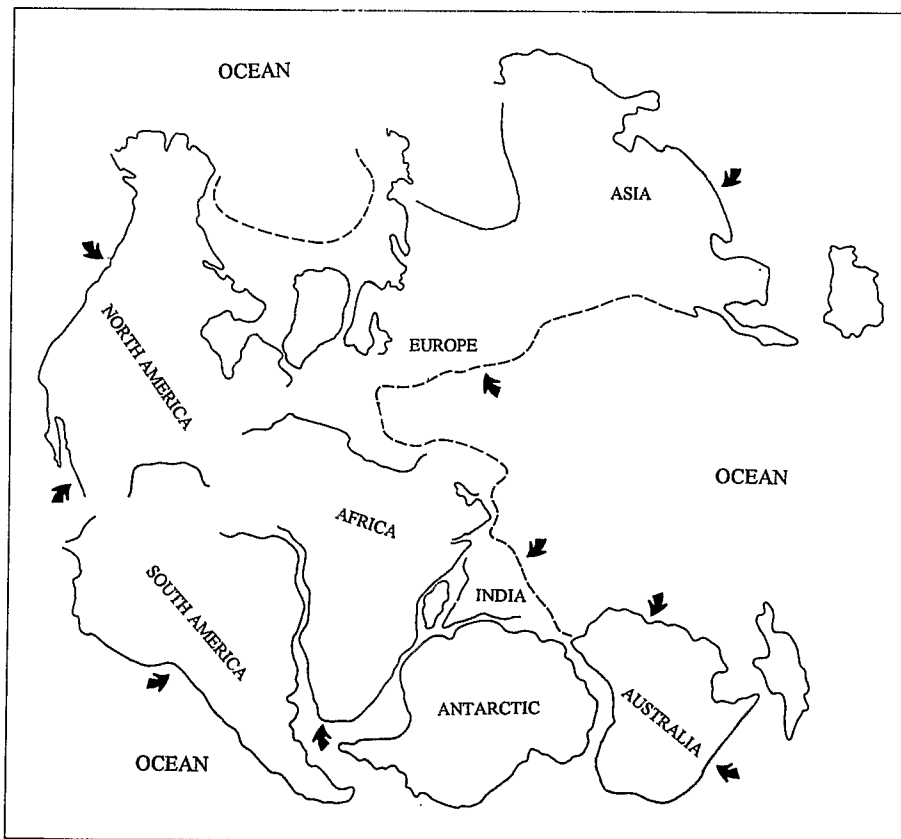 OCEAN
ASIA
NORTH AMERICA
EUROPE
OCEAN
AFRICA
SOUTH AMERICA
INDIA
ANTARCTIC
AUSTRALIA
OCEAN